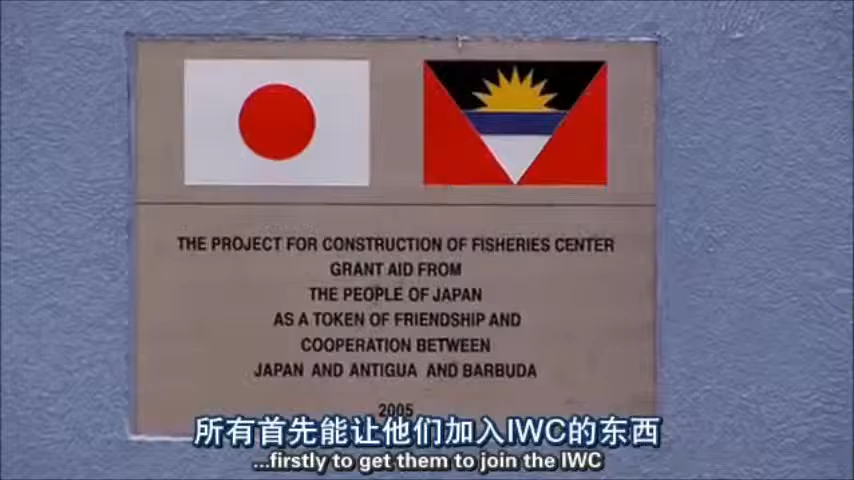 THE PROJECT FOR CONSTRUCTION OF FISHERIES CENTER
GRANT AID FROM
THE PEOPLE OF JAPAN
AS A TOKEN OF FRIENDSHIP AND
COOPERATION BETWEEN
JAPAN AND ANTIGUA AND BARBUDA
2005
所有首先能让他们加入IWC的东西
...firstly to get them to join the IWC